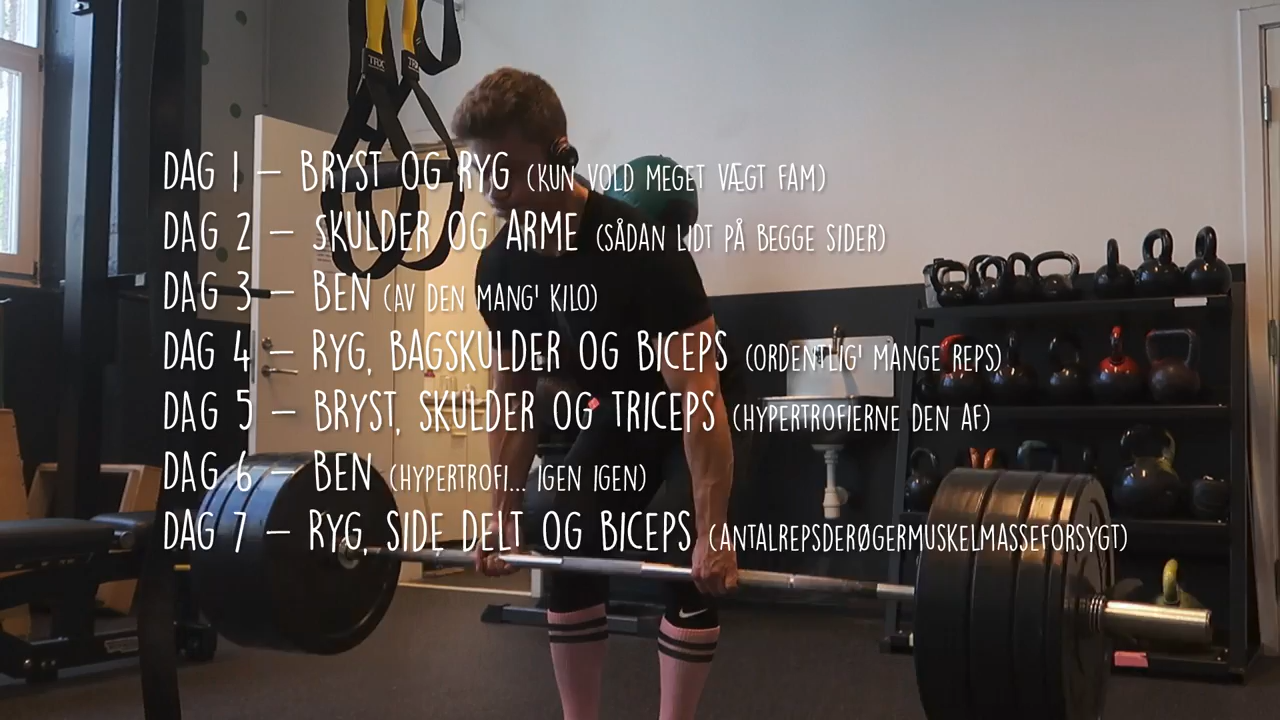 TRX
TRX
DAG 1 – BRYST OG RYG (KUN VOLD MEGET VÆGT FAM)
DAG 2 – SKULDER OG ARME (SÅDAN LIDT PÅ BEGGE SIDER)
DAG 3 – BEN (AV DEN MANG' KILO)
DAG 4 – RYG, BAGSKULDER OG BICEPS (ORDENTLIG' MANGE REPS)
DAG 5 – BRYST, SKULDER OG TRICEPS (HYPERTROFIERNE DEN AF)
DAG 6 – BEN (HYPERTROFI... IGEN IGEN)
DAG 7 – RYG, SIDE DELT OG BICEPS (ANTALREPSDERØGERMUSKELMASSEFORSYGT)